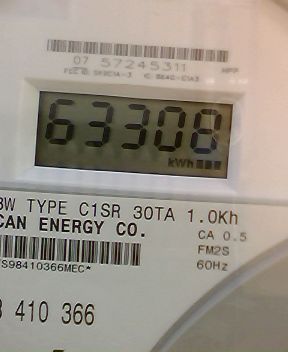 07 57245311
63308
kWh
3W TYPE C1SR 30TA 1.0Kh
CAN ENERGY CO.
CA 0.5
FM2S
60Hz
S98410366MEC*
410 366